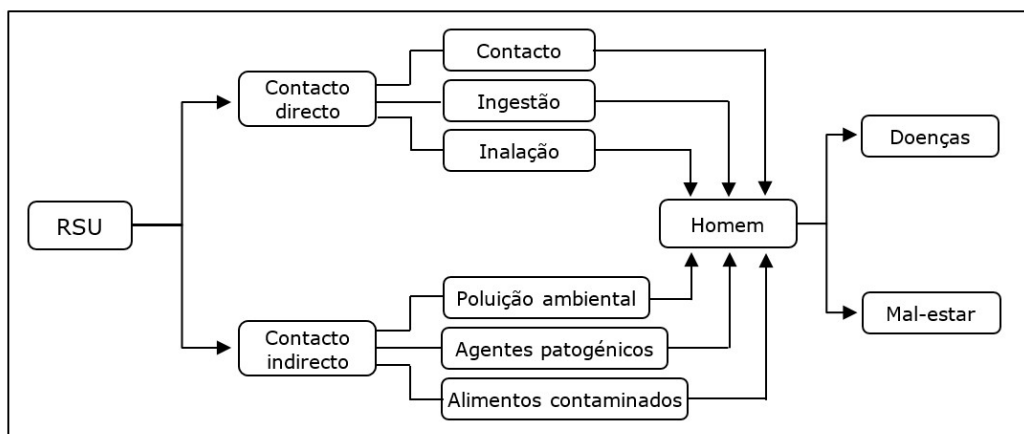 RSU
Contacto
directo
Contacto
Ingestão
Inalação
Contacto
indirecto
Poluição ambiental
Agentes patogénicos
Alimentos contaminados
Homem
Doenças
Mal-estar